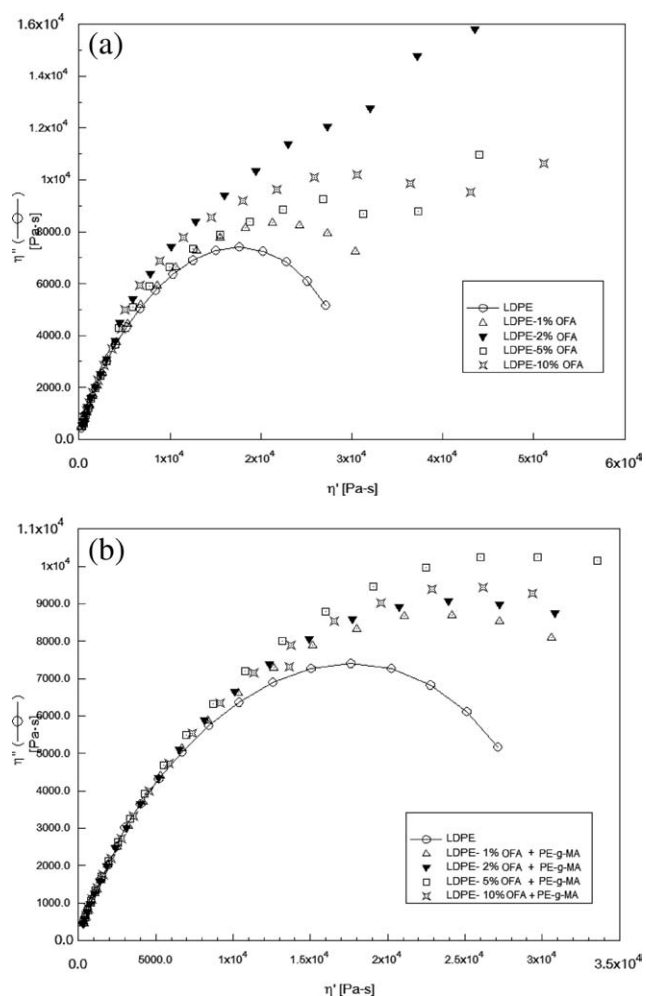 (a)
1.6x10⁴
1.2x10⁴
1x10⁴
8000.0
6000.0
4000.0
2000.0
0.0
η'' (—○—)
[Pa-s]
LDPE
LDPE-1% OFA
LDPE-2% OFA
LDPE-5% OFA
LDPE-10% OFA
0.0 1x10⁴ 2x10⁴ 3x10⁴ 4x10⁴ 5x10⁴ 6x10⁴
η' [Pa-s]
(b)
1.1x10⁴
1x10⁴
9000.0
8000.0
7000.0
6000.0
5000.0
4000.0
3000.0
2000.0
1000.0
0.0
η'' (—○—)
[Pa-s]
LDPE
LDPE- 1% OFA + PE-g-MA
LDPE- 2% OFA + PE-g-MA
LDPE- 5% OFA + PE-g-MA
LDPE- 10% OFA + PE-g-MA
0.0 5000.0 1x10⁴ 1.5x10⁴ 2x10⁴ 2.5x10⁴ 3x10⁴ 3.5x10⁴
η' [Pa-s]